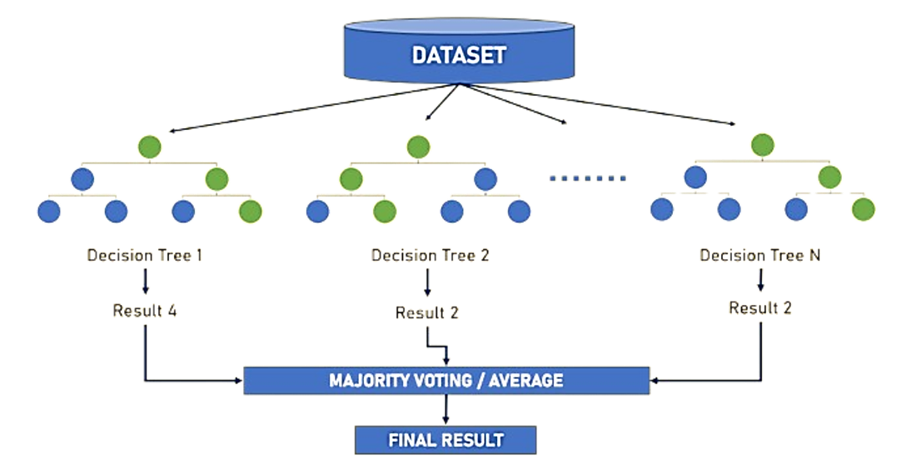 DATASET
Decision Tree 1
Decision Tree 2
Decision Tree N
Result 4
Result 2
Result 2
MAJORITY VOTING / AVERAGE
FINAL RESULT